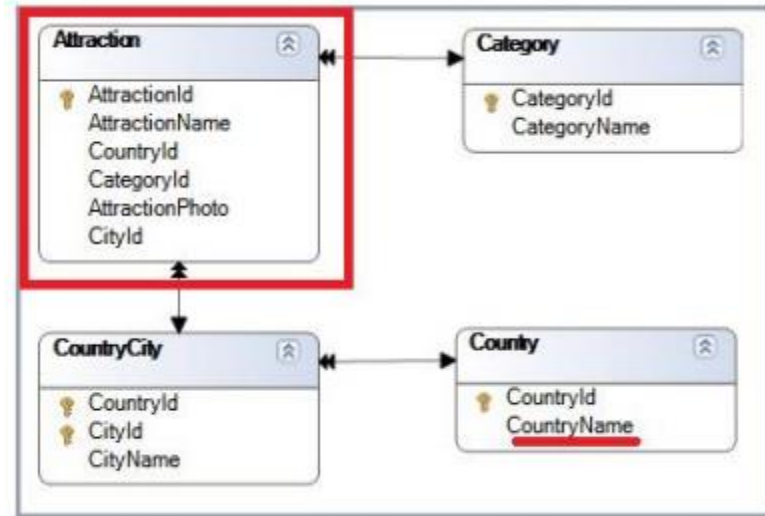 Attraction
AttractionId
AttractionName
CountryId
CategoryId
AttractionPhoto
CityId
Category
CategoryId
CategoryName
CountryCity
CountryId
CityId
CityName
Country
CountryId
CountryName